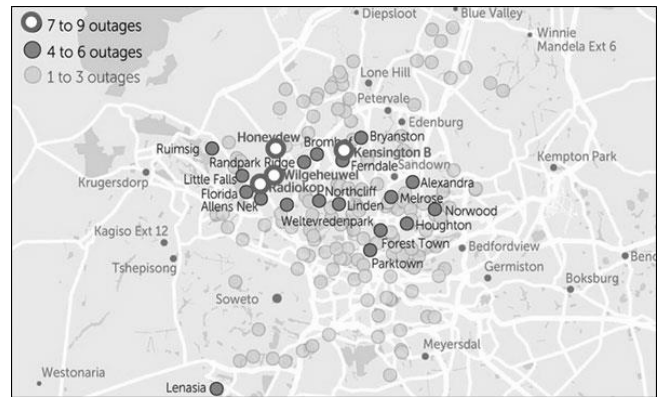 7 to 9 outages
4 to 6 outages
1 to 3 outages
Diepsloot
Blue Valley
Winnie
Mandela Ext 6
Lone Hill
Petervale
Edenburg
Honeydew
Bryanston
Ruimsig
Kensington B
Randpark Ridge
Ferndale
Sandown
Kempton Park
Krugersdorp
Little Falls
Wilgeheuwel
Radiokop
Alexandra
Florida
Northcliff
Melrose
Allens Nek
Linden
Norwood
Weltevredenpark
Houghton
Kagiso Ext 12
Forest Town
Bedfordview
Tshepisong
Parktown
Germiston
Boksburg
Soweto
Meyersdal
Westonaria
Lenasia